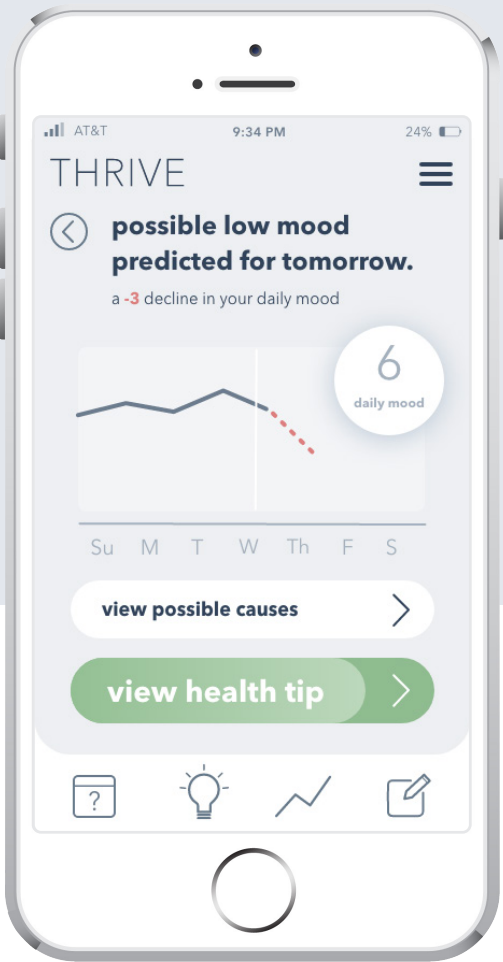 AT&T 9:34 PM 24%
THRIVE
possible low mood
predicted for tomorrow.
a -3 decline in your daily mood
6
daily mood
Su M T W Th F S
view possible causes
view health tip
?